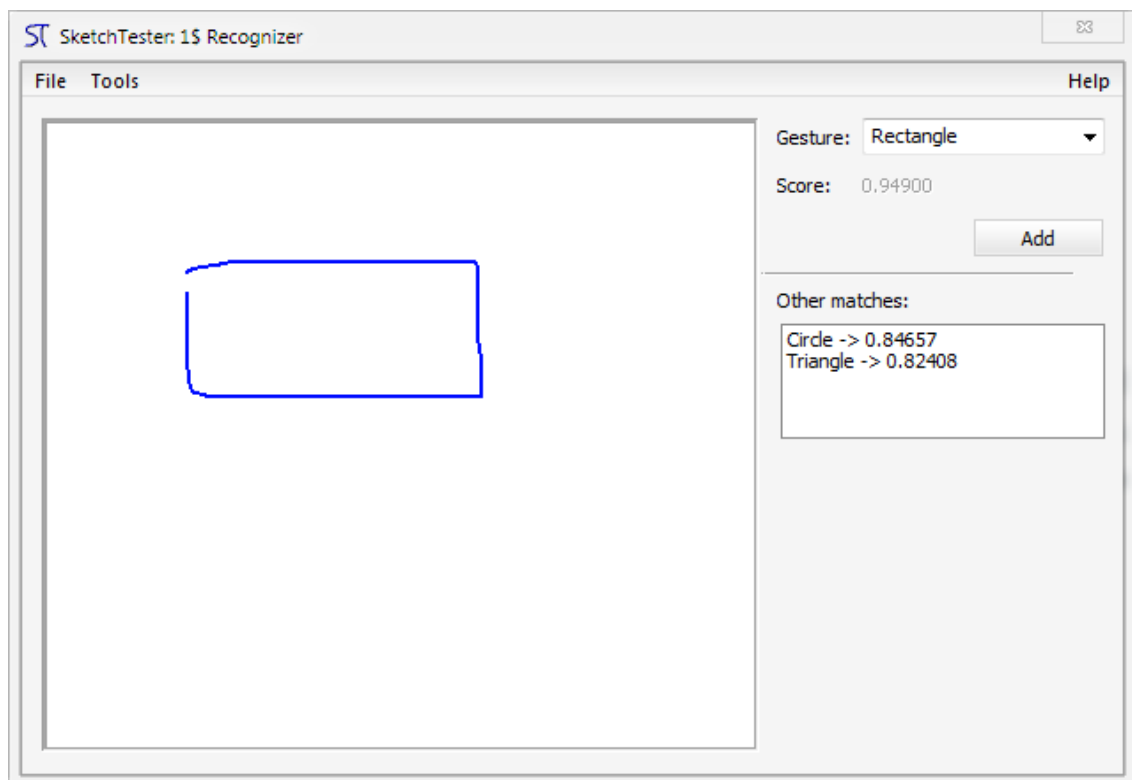 ST SketchTester: 1$ Recognizer
File Tools Help
Gesture: Rectangle
Score: 0.94900
Add
Other matches:
Circle -> 0.84657
Triangle -> 0.82408